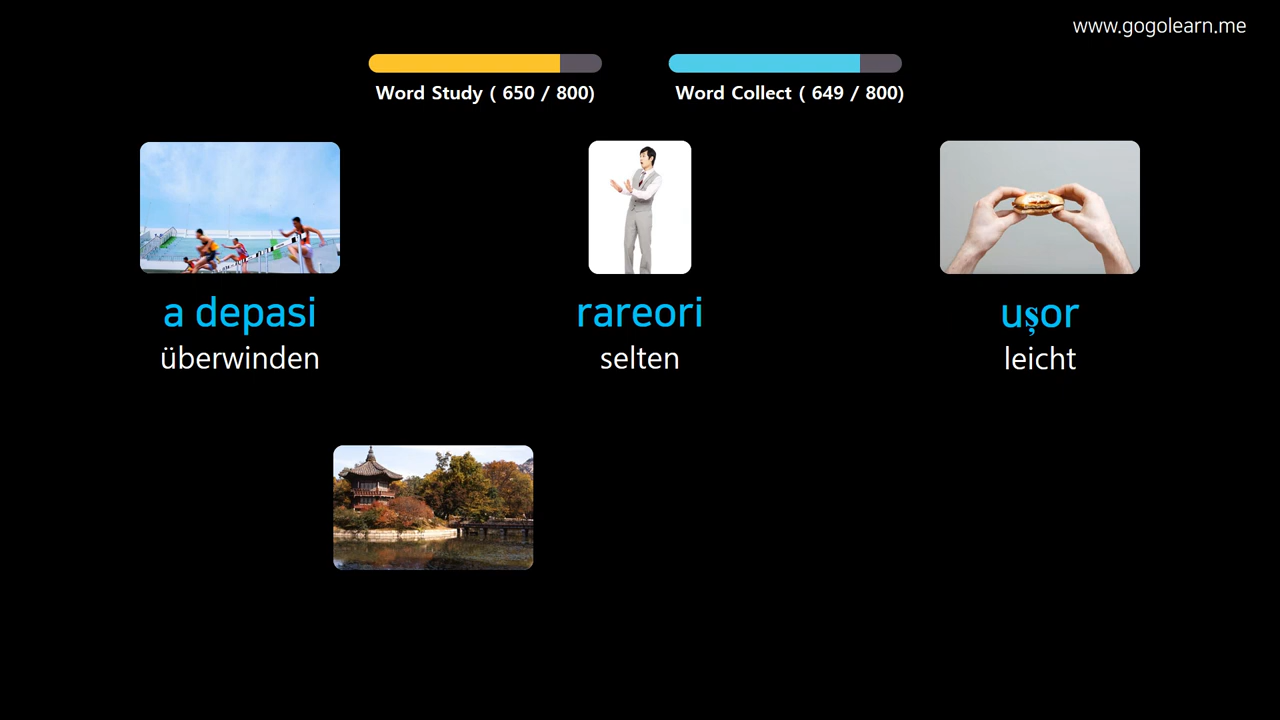 www.gogolearn.me
Word Study ( 650 / 800)
Word Collect ( 649 / 800)
a depasi
überwinden
rareori
selten
ușor
leicht